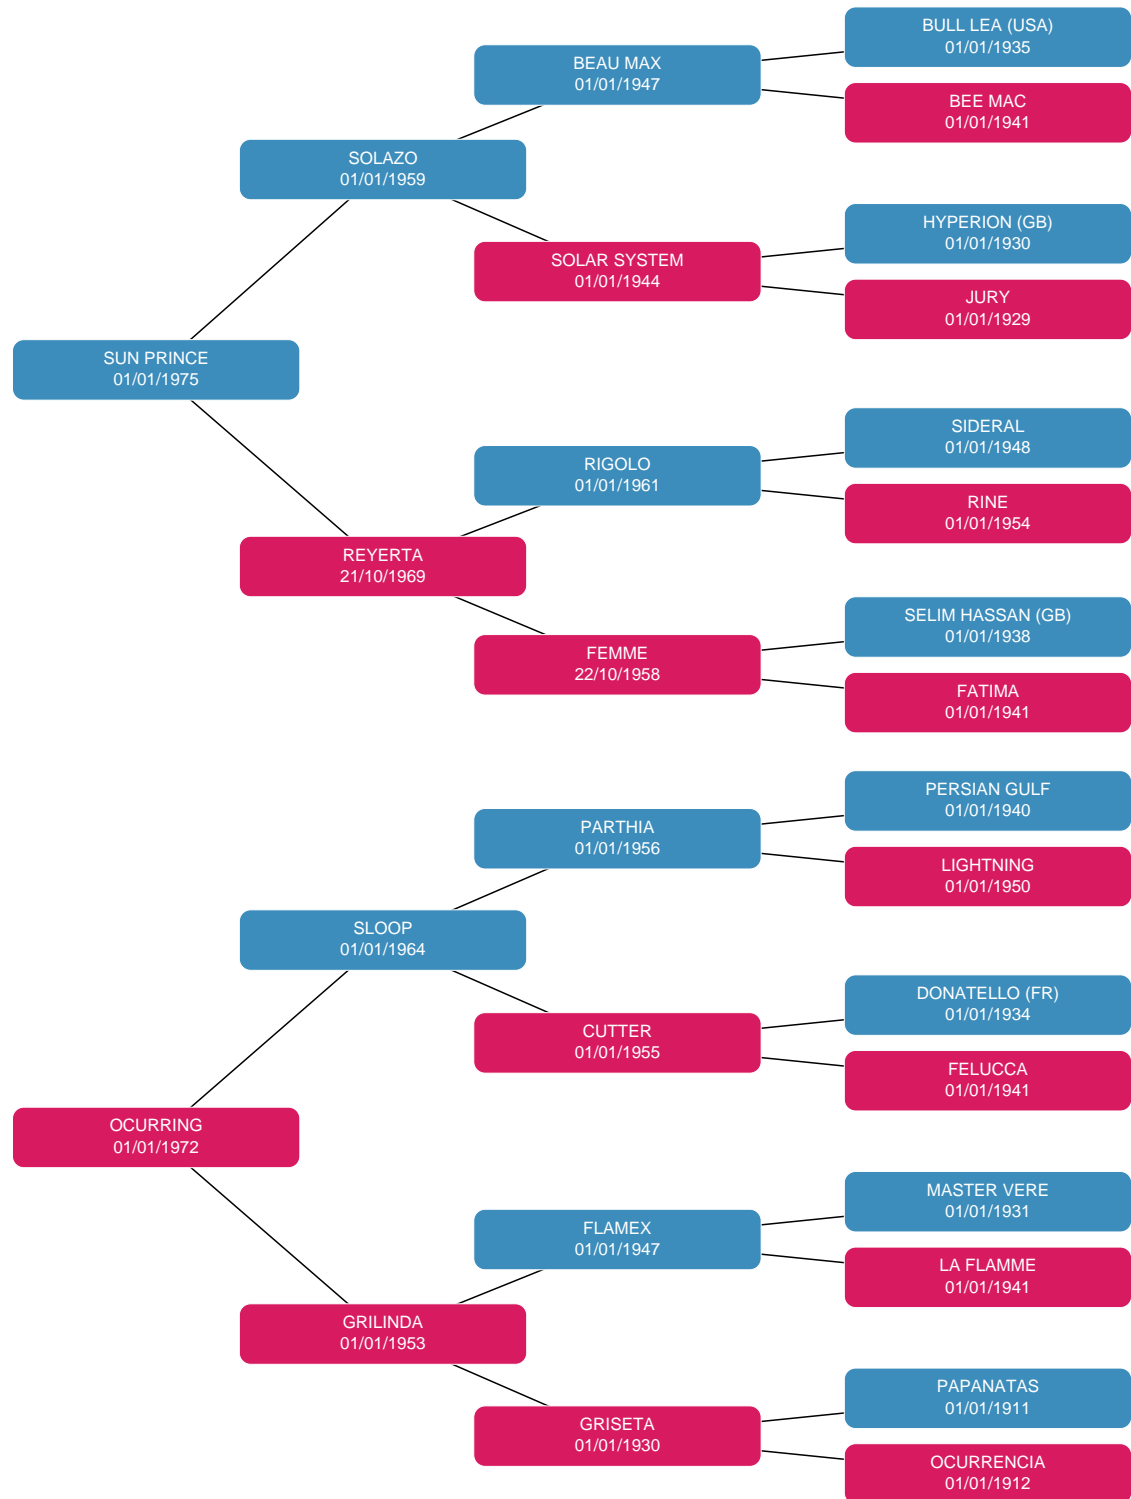 BULL LEA (USA)
01/01/1935
BEAU MAX
01/01/1947
BEE MAC
01/01/1941
SOLAZO
01/01/1959
HYPERION (GB)
01/01/1930
SOLAR SYSTEM
01/01/1944
JURY
01/01/1929
SUN PRINCE
01/01/1975
SIDERAL
01/01/1948
RIGOLO
01/01/1961
RINE
01/01/1954
REYERTA
21/10/1969
SELIM HASSAN (GB)
01/01/1938
FEMME
22/10/1958
FATIMA
01/01/1941
PERSIAN GULF
01/01/1940
PARTHIA
01/01/1956
LIGHTNING
01/01/1950
SLOOP
01/01/1964
DONATELLO (FR)
01/01/1934
CUTTER
01/01/1955
FELUCCA
01/01/1941
OCURRING
01/01/1972
MASTER VERE
01/01/1931
FLAMEX
01/01/1947
LA FLAMME
01/01/1941
GRILINDA
01/01/1953
PAPANATAS
01/01/1911
GRISETA
01/01/1930
OCURRENCIA
01/01/1912